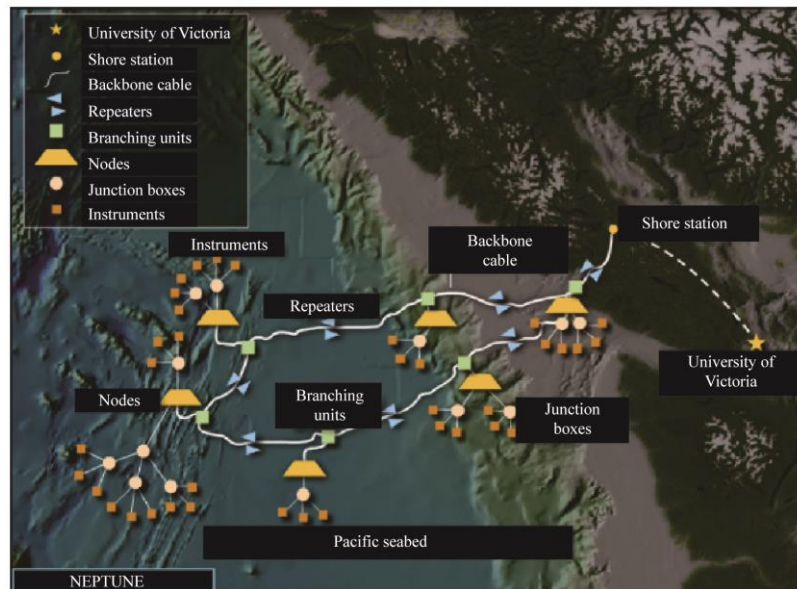 University of Victoria
Shore station
Backbone cable
Repeaters
Branching units
Nodes
Junction boxes
Instruments
Shore station
Instruments
Backbone
cable
Repeaters
University of
Victoria
Nodes
Branching
units
Junction
boxes
Pacific seabed
NEPTUNE